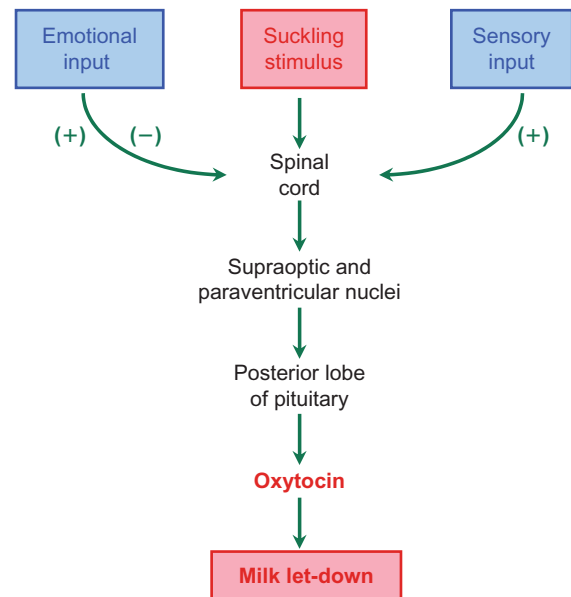 Emotional
input
Suckling
stimulus
Sensory
input
(+)
(−)
(+)
Spinal
cord
Supraoptic and
paraventricular nuclei
Posterior lobe
of pituitary
Oxytocin
Milk let-down